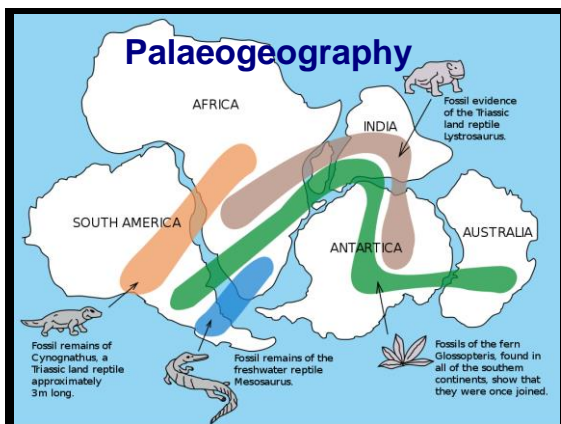 Palaeogeography
AFRICA
INDIA
Fossil evidence
of the Triassic
land reptile
Lystrosaurus.
SOUTH AMERICA
ANTARTICA
AUSTRALIA
Fossil remains of
Cynognathus, a
Triassic land reptile
approximately
3m long.
Fossil remains of the
freshwater reptile
Mesosaurus.
Fossils of the fern
Glossopteris, found in
all of the southem
continents, show that
they were once joined.